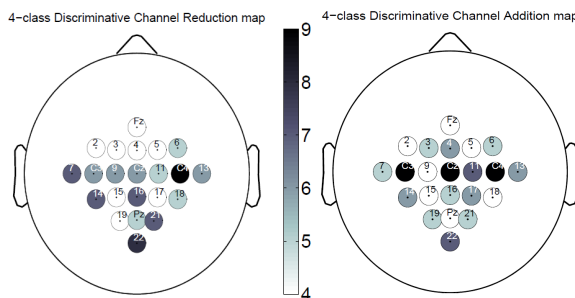 4-class Discriminative Channel Reduction map
4-class Discriminative Channel Addition map
9
8
7
6
5
4
Fz
2 3 4 5 6
7 C3 9 Cz 11 C4 13
14 15 16 17 18
19 Pz 21
22
Fz
2 3 4 5 6
7 C3 9 Cz 11 C4 13
14 15 16 17 18
19 Pz 21
22